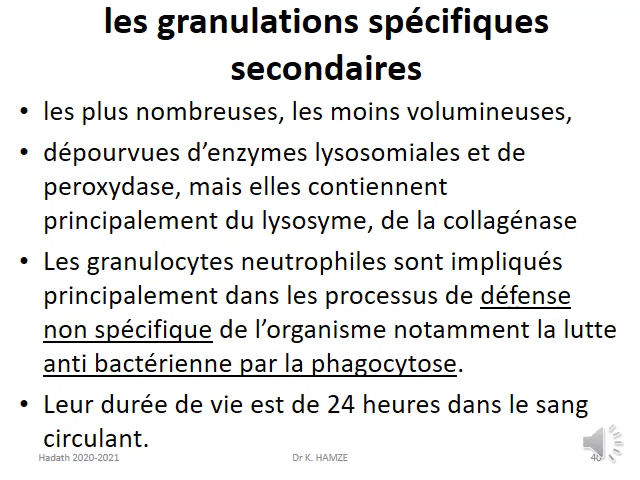 les granulations spécifiques
secondaires
• les plus nombreuses, les moins volumineuses,
• dépourvues d'enzymes lysosomiales et de
peroxydase, mais elles contiennent
principalement du lysosyme, de la collagénase
• Les granulocytes neutrophiles sont impliqués
principalement dans les processus de défense
non spécifique de l'organisme notamment la lutte
anti bactérienne par la phagocytose.
• Leur durée de vie est de 24 heures dans le sang
circulant.
Hadath 2020-2021 Dr K. HAMZE